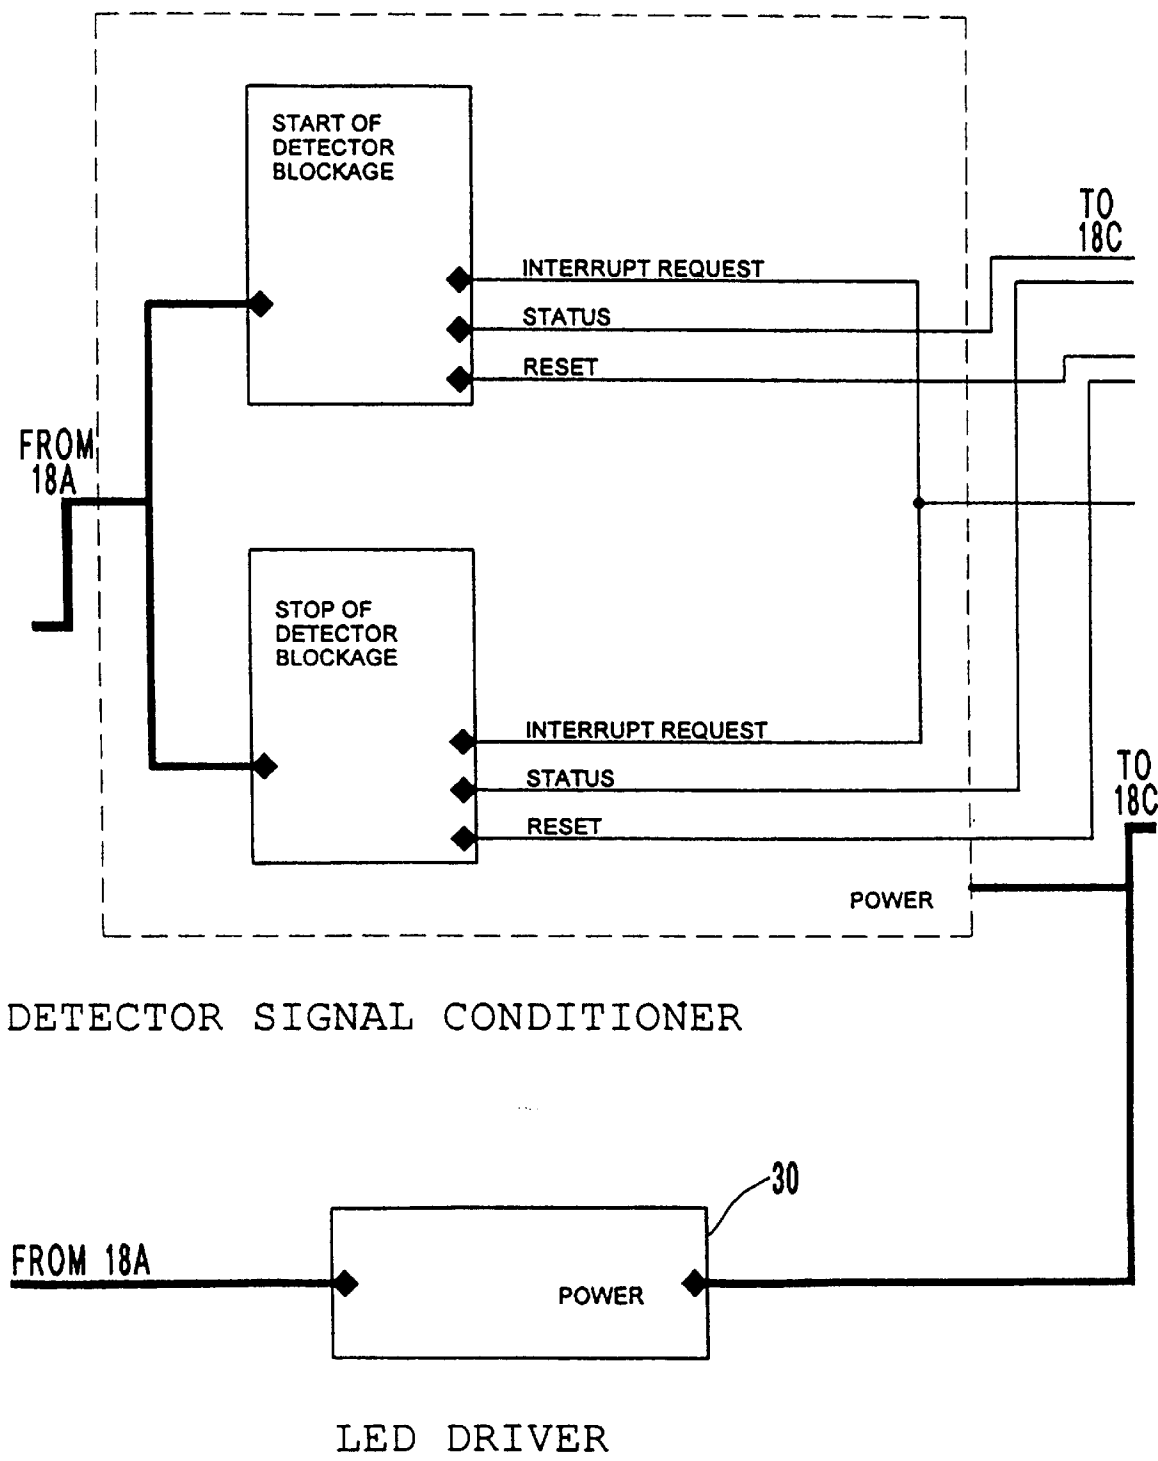 START OF
DETECTOR
BLOCKAGE
TO
18C
INTERRUPT REQUEST
STATUS
RESET
FROM
18A
STOP OF
DETECTOR
BLOCKAGE
INTERRUPT REQUEST
STATUS
RESET
TO
18C
POWER
DETECTOR SIGNAL CONDITIONER
30
FROM 18A
POWER
LED DRIVER